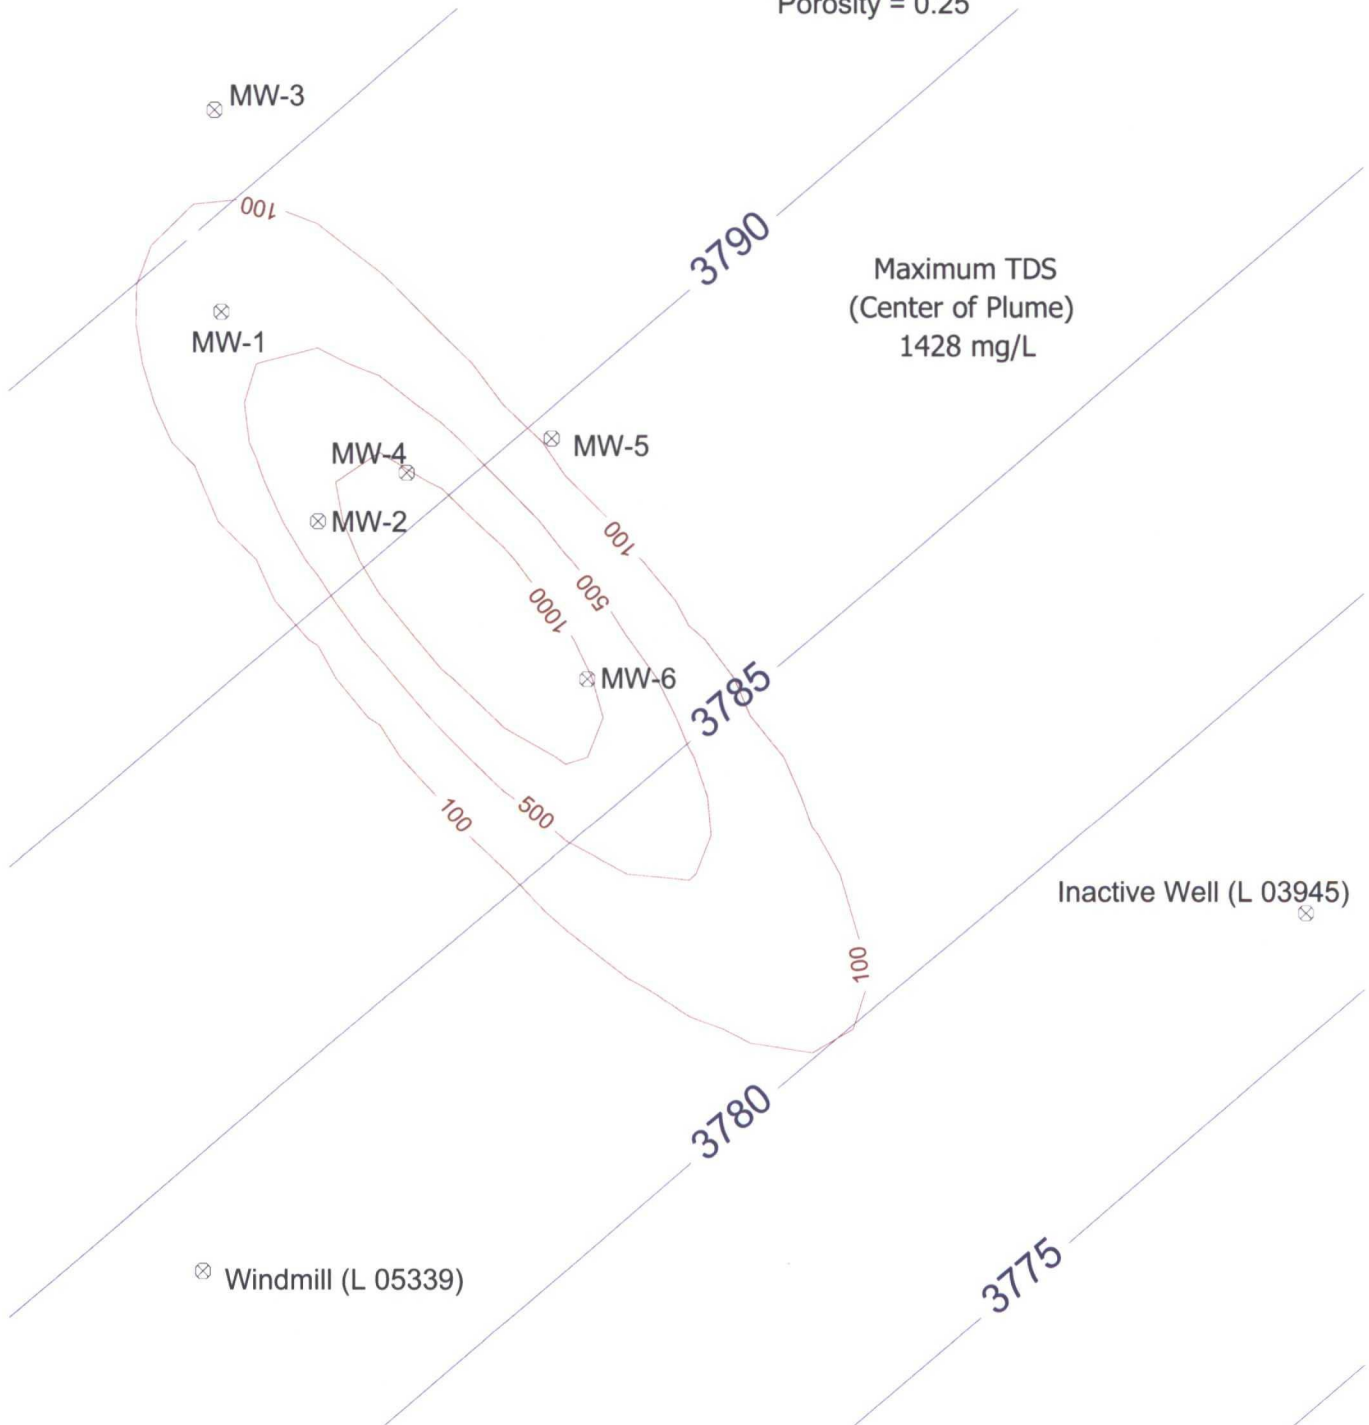 Porosity = 0.25
MW-3
100
3790
Maximum TDS
(Center of Plume)
1428 mg/L
MW-1
MW-4
MW-5
MW-2
100
500
1000
MW-6
3785
500
100
Inactive Well (L 03945)
100
3780
3775
Windmill (L 05339)